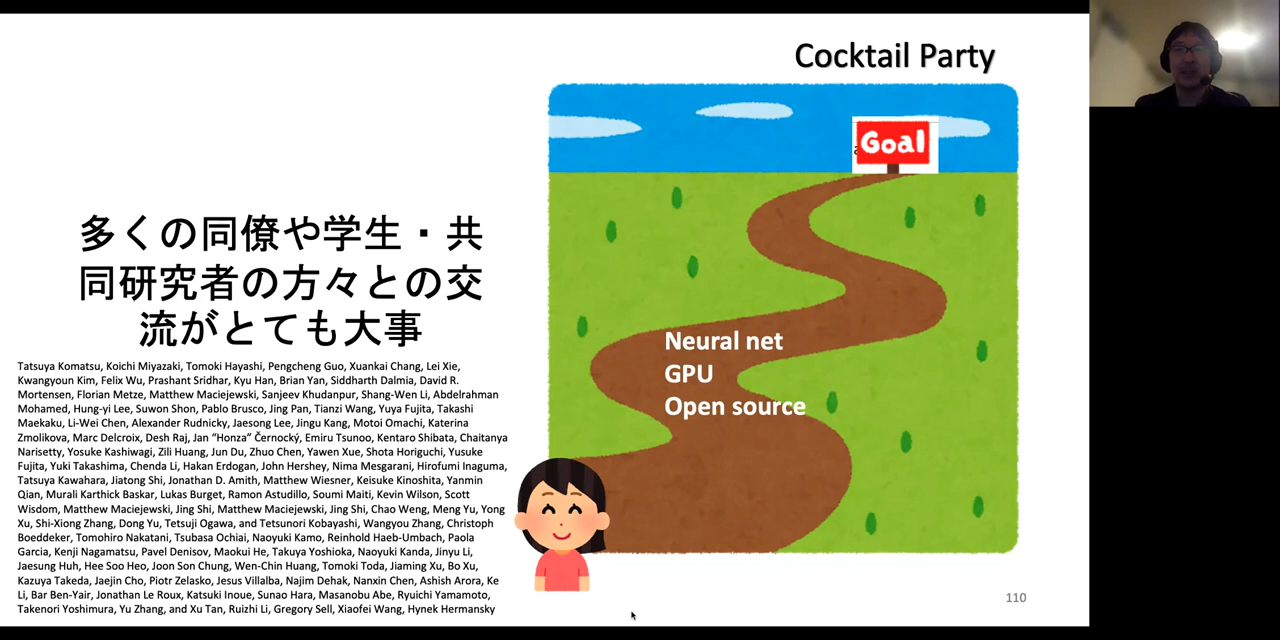 Cocktail Party
Goal
多くの同僚や学生・共
同研究者の方々との交
流がとても大事
Neural net
GPU
Open source
Tatsuya Komatsu, Koichi Miyazaki, Tomoki Hayashi, Pengcheng Guo, Xuankai Chang, Lei Xie,
Kwangyoun Kim, Felix Wu, Prashant Sridhar, Kyu Han, Brian Yan, Siddharth Dalmia, David R.
Mortensen, Florian Metze, Matthew Maciejewski, Sanjeev Khudanpur, Shang-Wen Li, Abdelrahman
Mohamed, Hung-yi Lee, Suwon Shon, Pablo Brusco, Jing Pan, Tianzi Wang, Yuya Fujita, Takashi
Maekaku, Li-Wei Chen, Alexander Rudnicky, Jaesong Lee, Jingu Kang, Motoi Omachi, Katerina
Zmolikova, Marc Delcroix, Desh Raj, Jan “Honza” Černocký, Emiru Tsunoo, Kentaro Shibata, Chaitanya
Narisetty, Yosuke Kashiwagi, Zili Huang, Jun Du, Zhuo Chen, Yawen Xue, Shota Horiguchi, Yusuke
Fujita, Yuki Takashima, Chenda Li, Hakan Erdogan, John Hershey, Nima Mesgarani, Hirofumi Inaguma,
Tatsuya Kawahara, Jiatong Shi, Jonathan D. Amith, Matthew Wiesner, Keisuke Kinoshita, Yanmin
Qian, Murali Karthick Baskar, Lukas Burget, Ramon Astudillo, Soumi Maiti, Kevin Wilson, Scott
Wisdom, Matthew Maciejewski, Jing Shi, Matthew Maciejewski, Jing Shi, Chao Weng, Meng Yu, Yong
Xu, Shi-Xiong Zhang, Dong Yu, Tetsuji Ogawa, and Tetsunori Kobayashi, Wangyou Zhang, Christoph
Boeddeker, Tomohiro Nakatani, Tsubasa Ochiai, Naoyuki Kamo, Reinhold Haeb-Umbach, Paola
Garcia, Kenji Nagamatsu, Pavel Denisov, Maokui He, Takuya Yoshioka, Naoyuki Kanda, Jinyu Li,
Jaesung Huh, Hee Soo Heo, Joon Son Chung, Wen-Chin Huang, Tomoki Toda, Jiaming Xu, Bo Xu,
Kazuya Takeda, Jaejin Cho, Piotr Zelasko, Jesus Villalba, Najim Dehak, Nanxin Chen, Ashish Arora, Ke
Li, Bar Ben-Yair, Jonathan Le Roux, Katsuki Inoue, Sunao Hara, Masanobu Abe, Ryuichi Yamamoto,
Takenori Yoshimura, Yu Zhang, and Xu Tan, Ruizhi Li, Gregory Sell, Xiaofei Wang, Hynek Hermansky
110